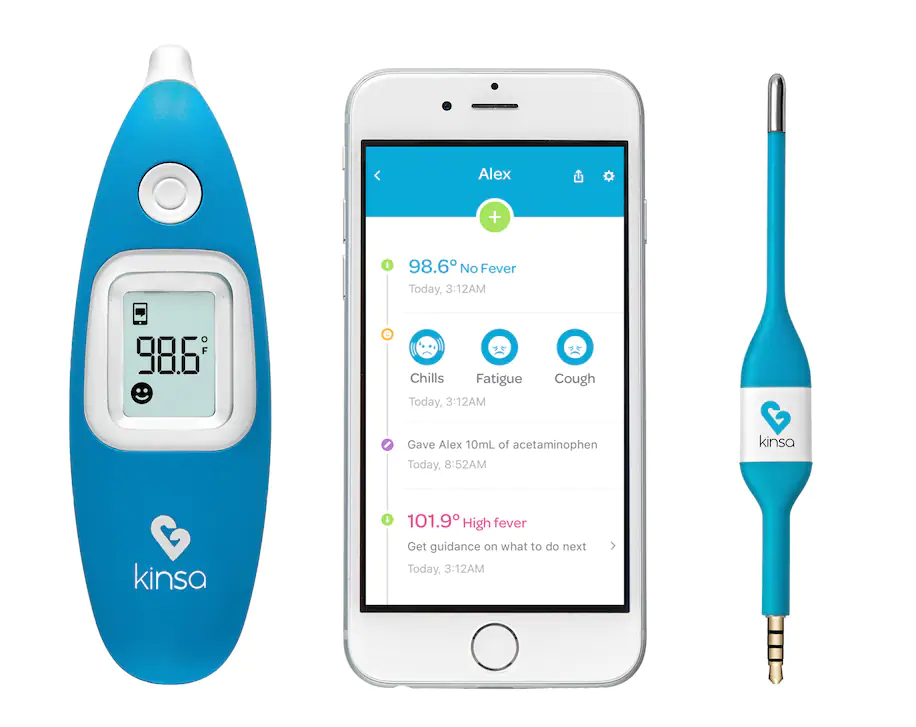 98.6°
F
kinsa
Alex
98.6° No Fever
Today, 3:12AM
Chills Fatigue Cough
Today, 3:12AM
Gave Alex 10mL of acetaminophen
Today, 8:52AM
101.9° High fever
Get guidance on what to do next
Today, 3:12AM
kinsa